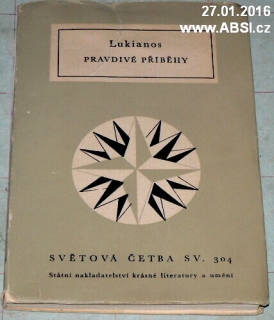 27.01.2016
www.ABSI.cz
Lukianos
PRAVDIVÉ PŘÍBĚHY
SVĚTOVÁ ČETBA SV. 304
Státní nakladatelství krásné literatury a umění